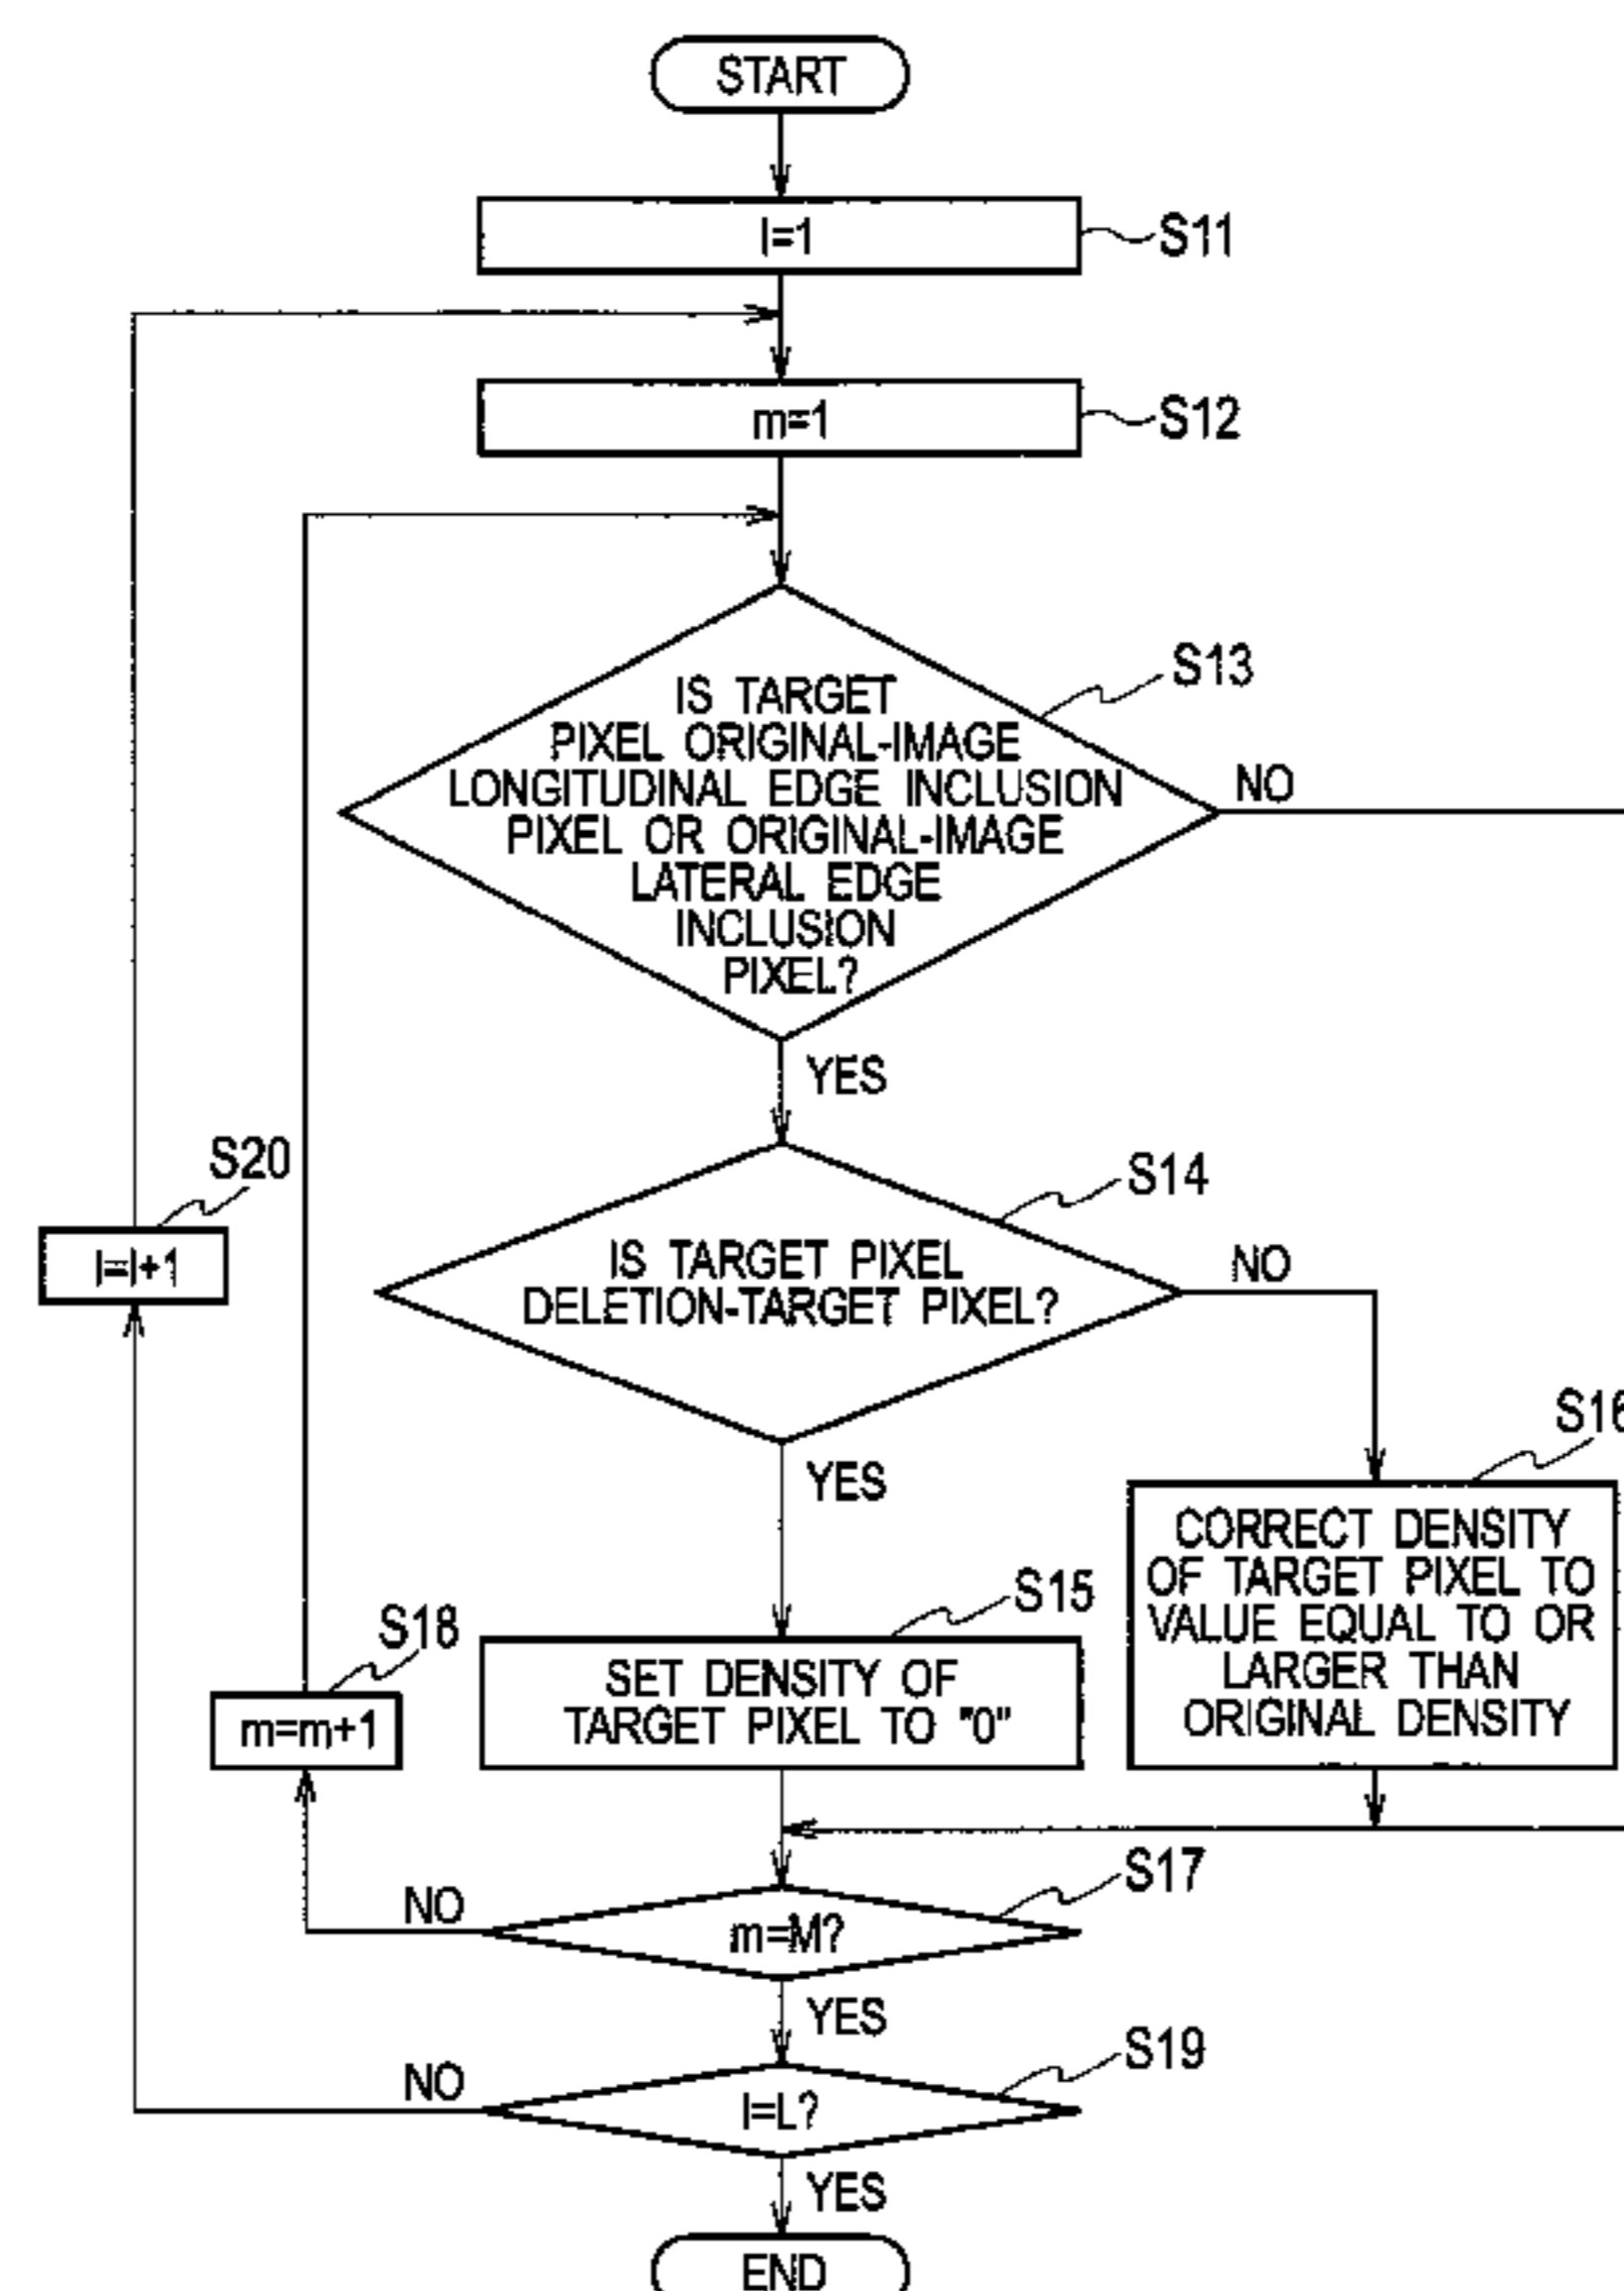 START
l=1
S11
m=1
S12
S13
IS TARGET
PIXEL ORIGINAL-IMAGE
LONGITUDINAL EDGE INCLUSION
PIXEL OR ORIGINAL-IMAGE
LATERAL EDGE
INCLUSION
PIXEL?
NO
YES
S20
l=l+1
S14
IS TARGET PIXEL
DELETION-TARGET PIXEL?
NO
YES
S16
CORRECT DENSITY
OF TARGET PIXEL TO
VALUE EQUAL TO OR
LARGER THAN
ORIGINAL DENSITY
S15
SET DENSITY OF
TARGET PIXEL TO "0"
S18
m=m+1
S17
NO
m=M?
YES
S19
NO
l=L?
YES
END